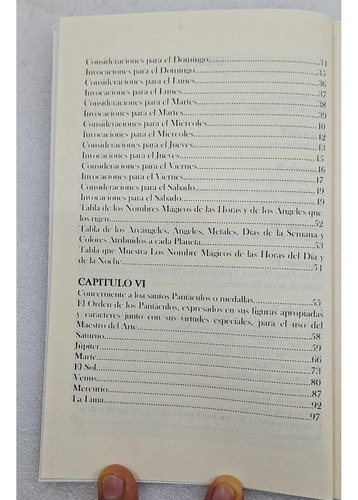 Consideraciones para el Domingo...34
Invocaciones para el Domingo...35
Consideraciones para el Lunes...36
Invocaciones para el Lunes...37
Consideraciones para el Martes...38
Invocaciones para el Martes...39
Consideraciones para el Miércoles...40
Invocaciones para el Miércoles...42
Consideraciones para el Jueves...43
Invocaciones para el Jueves...45
Consideraciones para el Viernes...46
Invocaciones para el Viernes...47
Consideraciones para el Sabado...49
Invocaciones para el Sabado...49
Tabla de los Nombres Mágicos de las Horas y de los Angeles que
los rigen...52
Tabla de los Arcángeles, Angeles, Metales, Días de la Semana y
Colores Atribuidos a cada Planeta...53
Tabla que Muestra Los Nombre Mágicos de las Horas del Día y
de la Noche...54
CAPITULO VI
Concerniente a loa santos Pantáculos o medallas...55
El Orden de los Pantáculos, expresados en sus figuras apropiadas
y caracteres junto con sus virtudes especiales, para el uso del
Maestro del Arte...58
Saturno...59
Júpiter...66
Marte...73
El Sol...80
Venus...87
Mercurio...92
La Luna...97